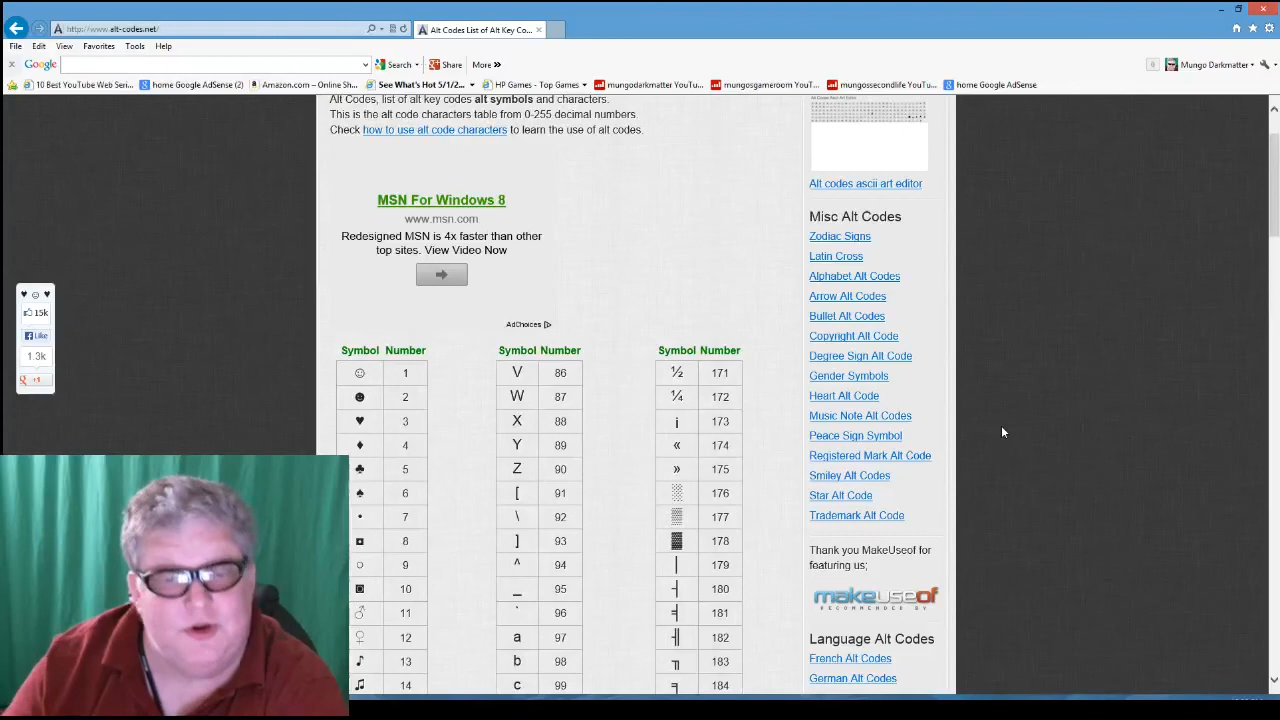 http://www.alt-codes.net/
Alt Codes List of Alt Key Co...
File Edit View Favorites Tools Help
Google Search Share More » Mungo Darkmatter
10 Best YouTube Web Seri... home Google AdSense (2) Amazon.com – Online Sh... See What's Hot 5/1/2... HP Games - Top Games mungodarkmatter YouTu... mungosgameroom YouT... mungossecondlife YouTu... home Google AdSense
Alt Codes, list of alt key codes alt symbols and characters.
This is the alt code characters table from 0-255 decimal numbers.
Check how to use alt code characters to learn the use of alt codes.
MSN For Windows 8
www.msn.com
Redesigned MSN is 4x faster than other
top sites. View Video Now
AdChoices
♥ ☺ ♥
15k
Like
1.3k
+1
Symbol Number Symbol Number Symbol Number
☺ 1 V 86 ½ 171
☻ 2 W 87 ¼ 172
♥ 3 X 88 ¡ 173
♦ 4 Y 89 « 174
♣ 5 Z 90 » 175
♠ 6 [ 91 ░ 176
• 7 \ 92 ▒ 177
◘ 8 ] 93 ▓ 178
○ 9 ^ 94 │ 179
◙ 10 _ 95 ┤ 180
♂ 11 ` 96 ╡ 181
♀ 12 a 97 ╢ 182
♪ 13 b 98 ╖ 183
♫ 14 c 99 ╕ 184
Alt codes ascii art editor
Misc Alt Codes
Zodiac Signs
Latin Cross
Alphabet Alt Codes
Arrow Alt Codes
Bullet Alt Codes
Copyright Alt Code
Degree Sign Alt Code
Gender Symbols
Heart Alt Code
Music Note Alt Codes
Peace Sign Symbol
Registered Mark Alt Code
Smiley Alt Codes
Star Alt Code
Trademark Alt Code
Thank you MakeUseof for
featuring us;
makeuseof
RECOMMENDED BY
Language Alt Codes
French Alt Codes
German Alt Codes